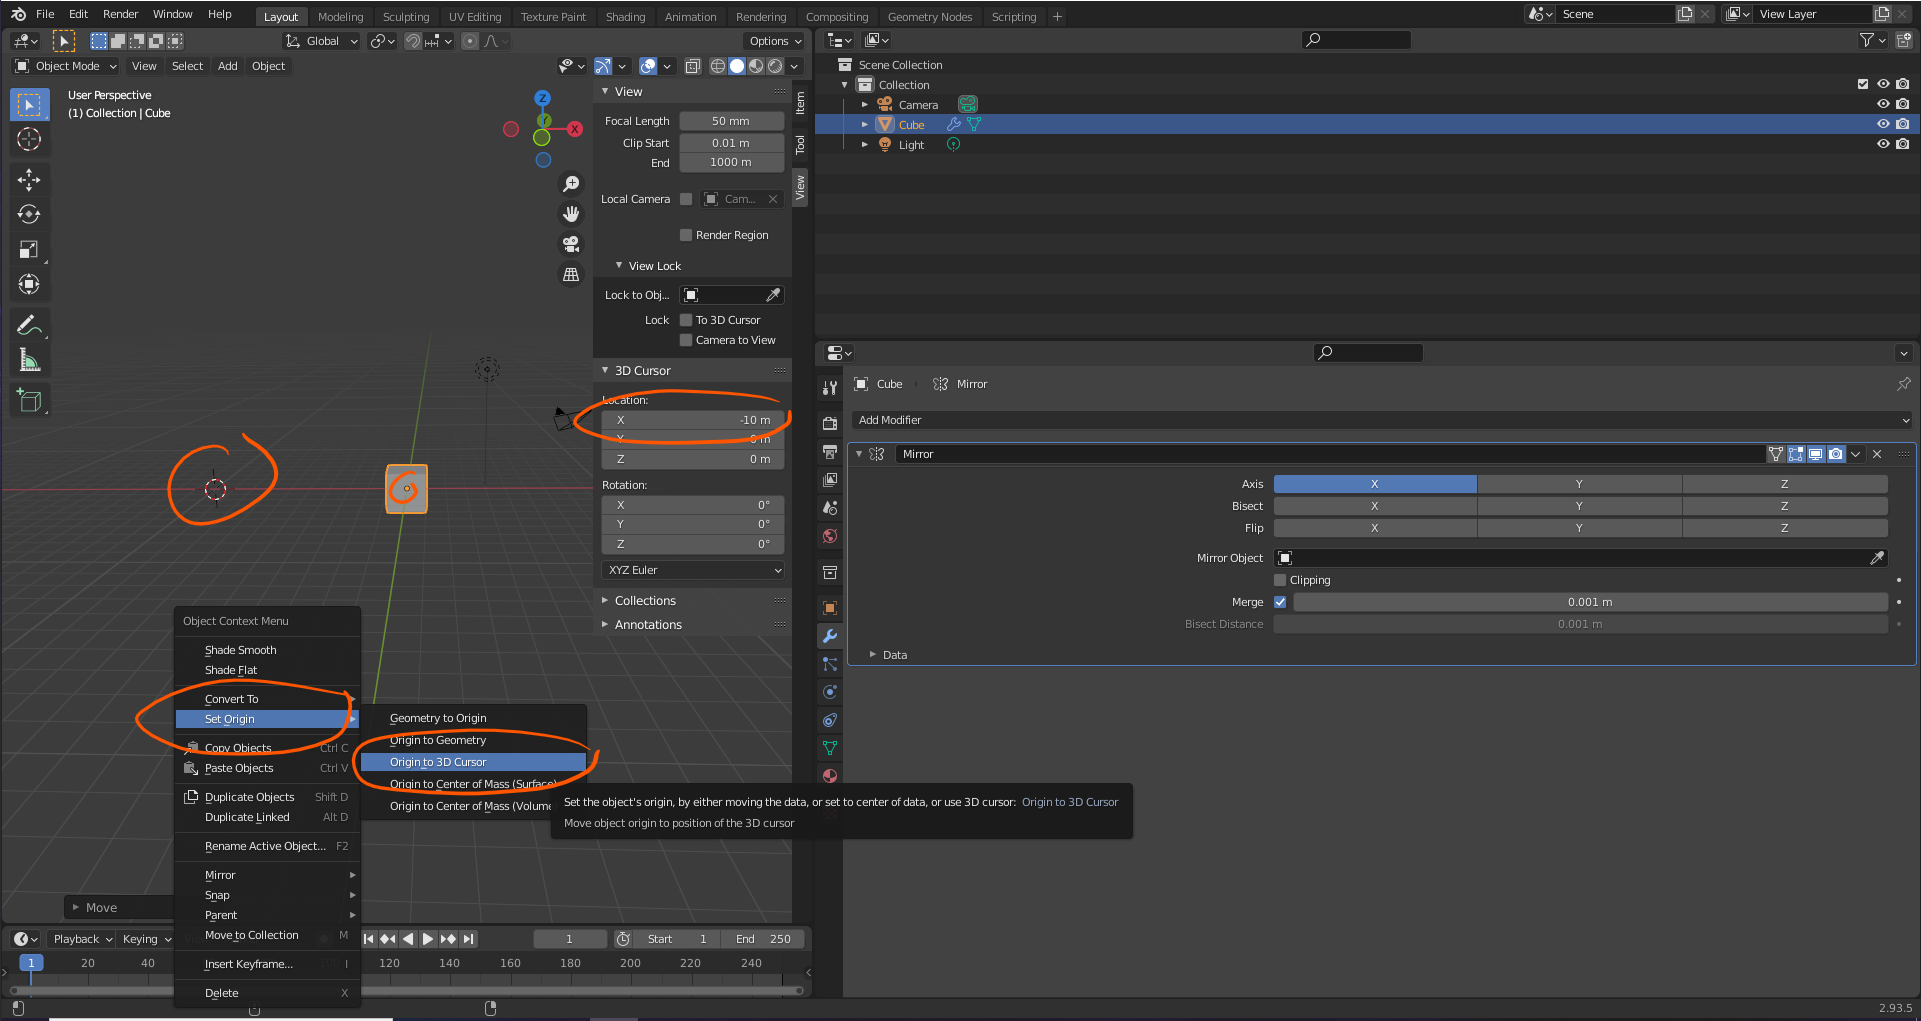 File Edit Render Window Help Layout Modeling Sculpting UV Editing Texture Paint Shading Animation Rendering Compositing Geometry Nodes Scripting + Scene View Layer
Global Options
Object Mode View Select Add Object
User Perspective
(1) Collection | Cube
Z
X
View
Focal Length 50 mm
Clip Start 0.01 m
End 1000 m
Local Camera Cam...
Render Region
View Lock
Lock to Obj...
Lock To 3D Cursor
Camera to View
3D Cursor
Location:
X -10 m
Y 0 m
Z 0 m
Rotation:
X 0°
Y 0°
Z 0°
XYZ Euler
Collections
Annotations
Item
Tool
View
Scene Collection
Collection
Camera
Cube
Light
Cube Mirror
Add Modifier
Mirror
Axis X Y Z
Bisect X Y Z
Flip X Y Z
Mirror Object
Clipping
Merge 0.001 m
Bisect Distance 0.001 m
Data
Object Context Menu
Shade Smooth
Shade Flat
Convert To
Set Origin
Copy Objects Ctrl C
Paste Objects Ctrl V
Duplicate Objects Shift D
Duplicate Linked Alt D
Rename Active Object... F2
Mirror
Snap
Parent
Move to Collection M
Insert Keyframe... I
Delete X
Geometry to Origin
Origin to Geometry
Origin to 3D Cursor
Origin to Center of Mass (Surface)
Origin to Center of Mass (Volume
Set the object's origin, by either moving the data, or set to center of data, or use 3D cursor: Origin to 3D Cursor
Move object origin to position of the 3D cursor
Move
Playback Keying 1 Start 1 End 250
1 20 40 120 140 160 180 200 220 240
2.93.5